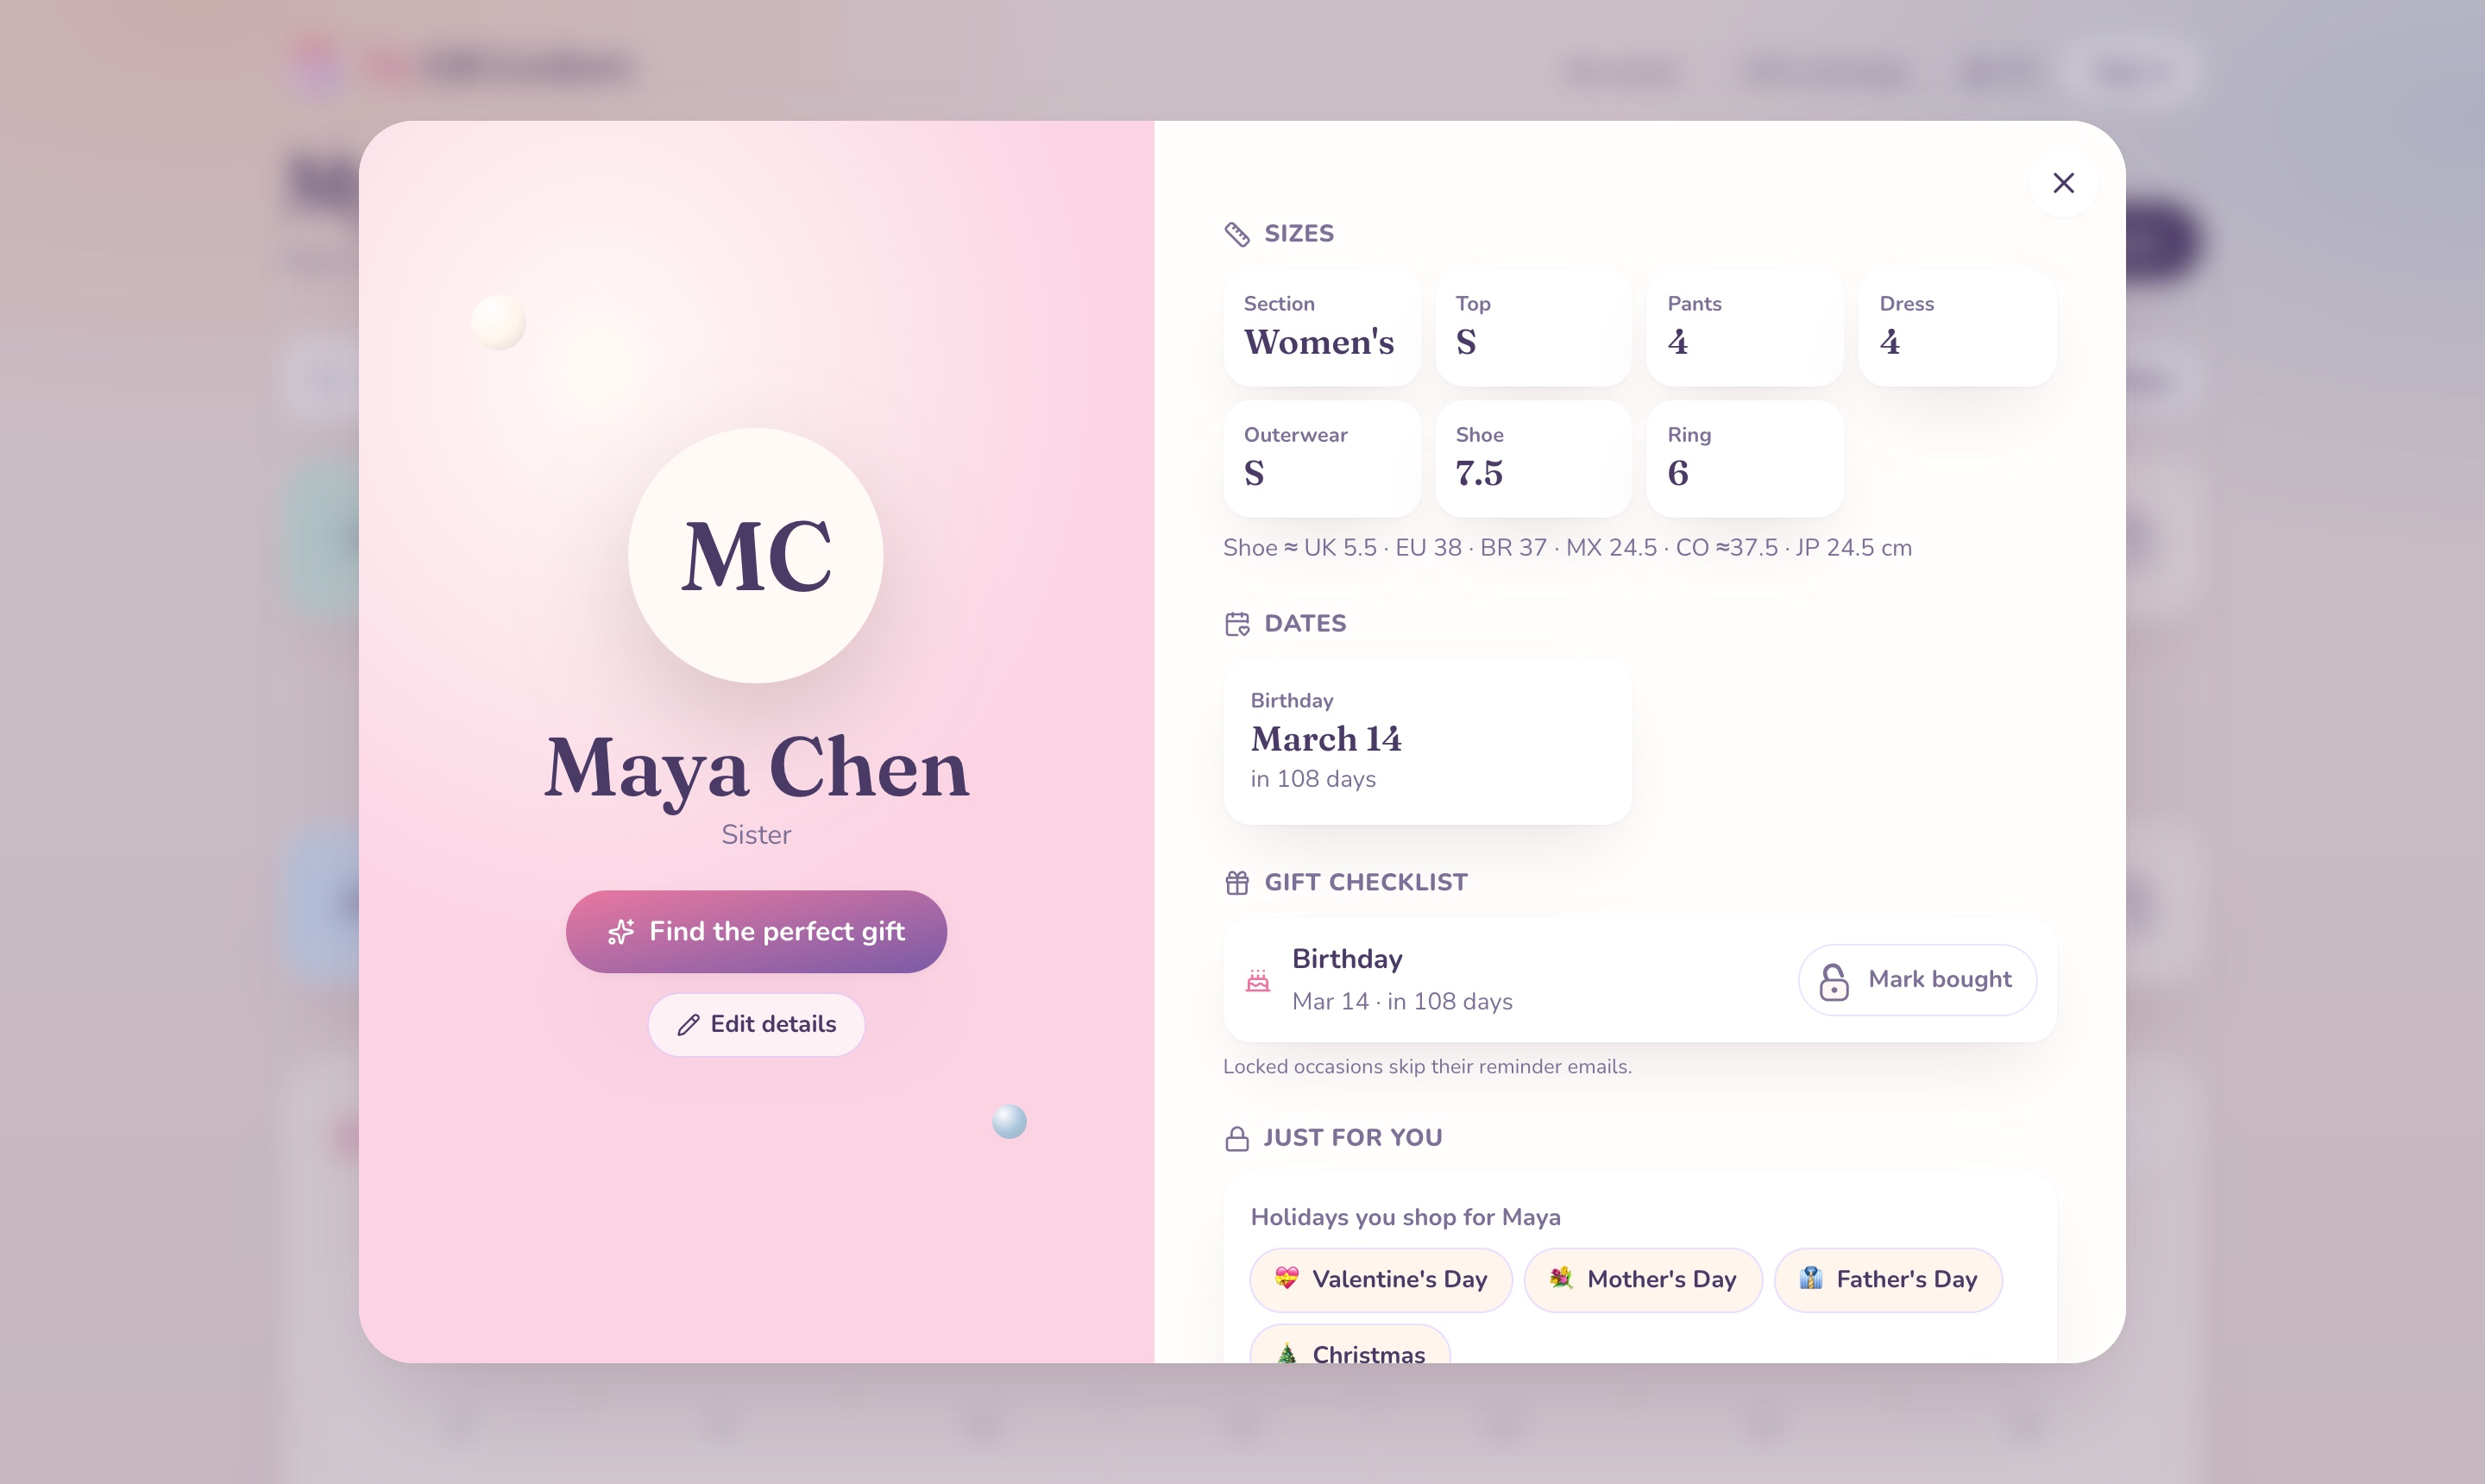 MC
Maya Chen
Sister
Find the perfect gift
Edit details
SIZES
Section
Women's
Top
S
Pants
4
Dress
4
Outerwear
S
Shoe
7.5
Ring
6
Shoe ≈ UK 5.5 · EU 38 · BR 37 · MX 24.5 · CO ≈37.5 · JP 24.5 cm
DATES
Birthday
March 14
in 108 days
GIFT CHECKLIST
Birthday
Mar 14 · in 108 days
Mark bought
Locked occasions skip their reminder emails.
JUST FOR YOU
Holidays you shop for Maya
Valentine's Day
Mother's Day
Father's Day
Christmas